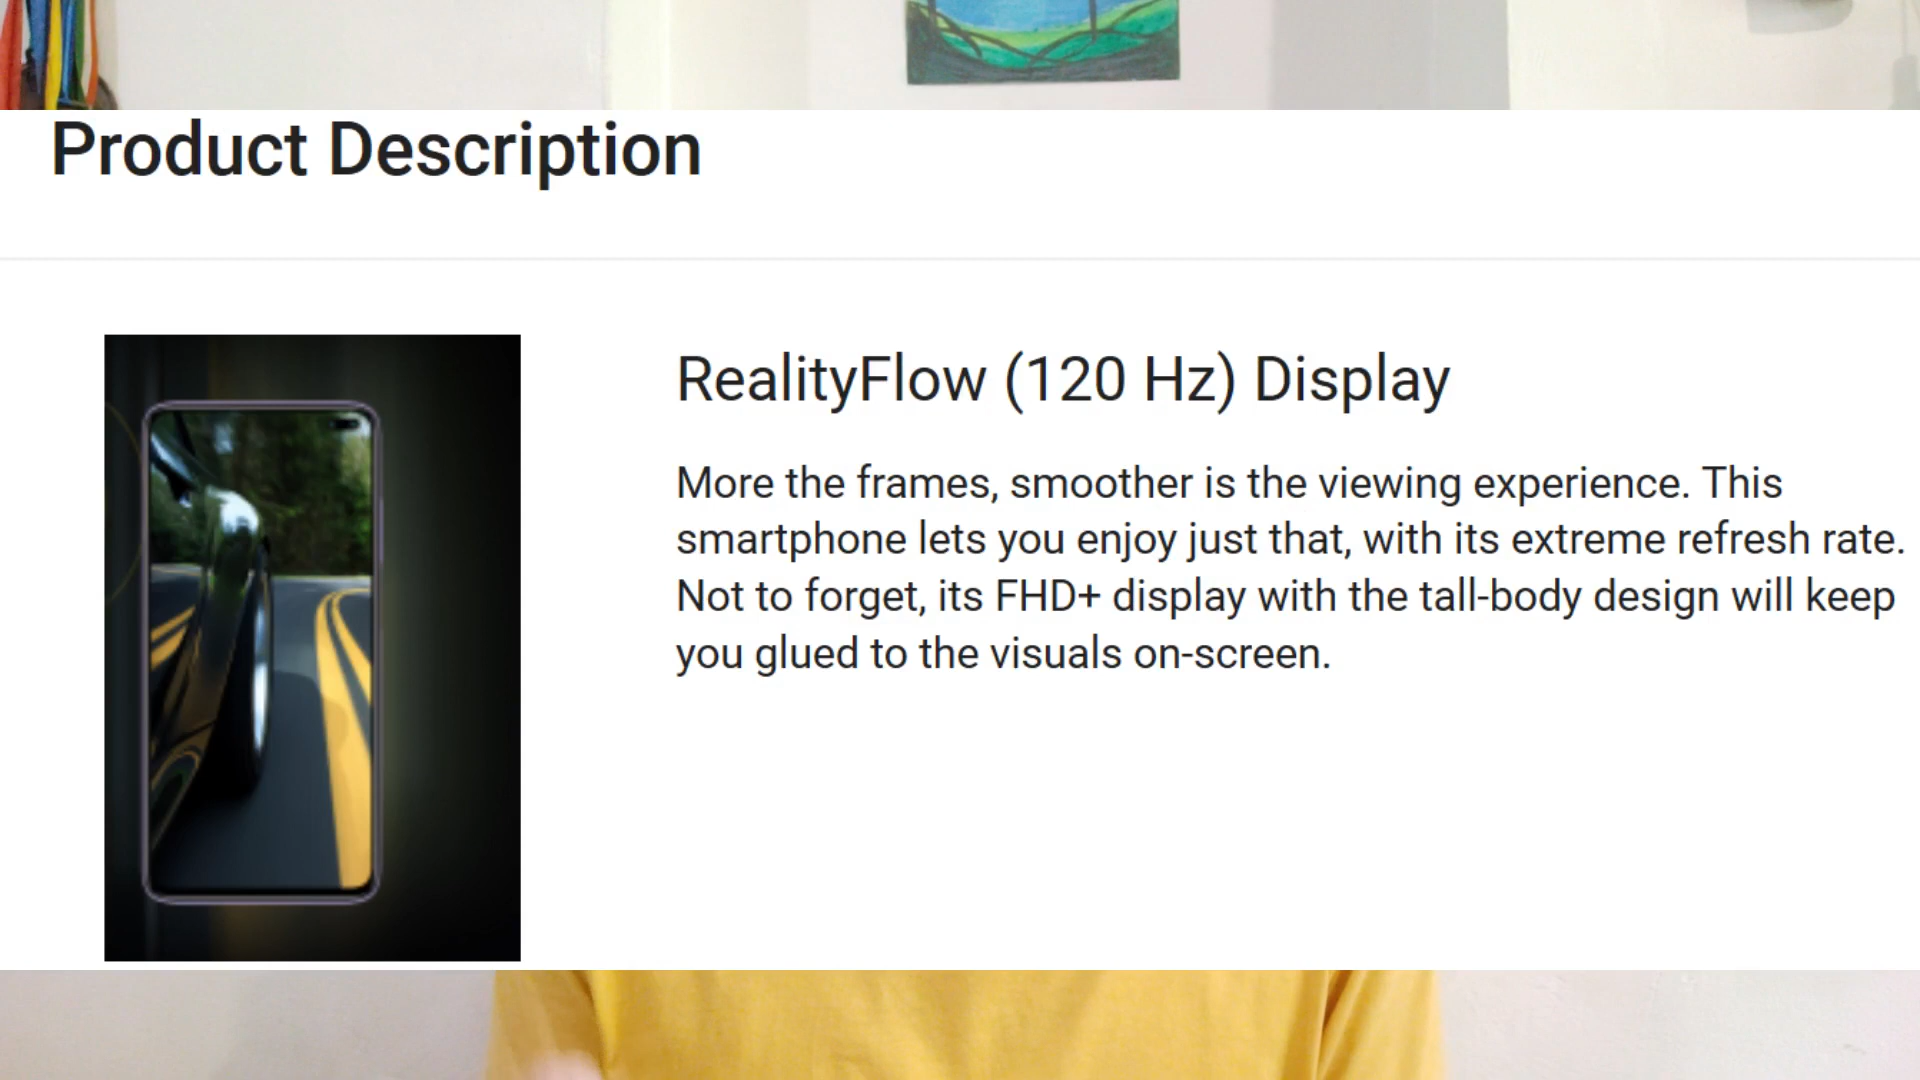 Product Description
RealityFlow (120 Hz) Display
More the frames, smoother is the viewing experience. This
smartphone lets you enjoy just that, with its extreme refresh rate.
Not to forget, its FHD+ display with the tall-body design will keep
you glued to the visuals on-screen.